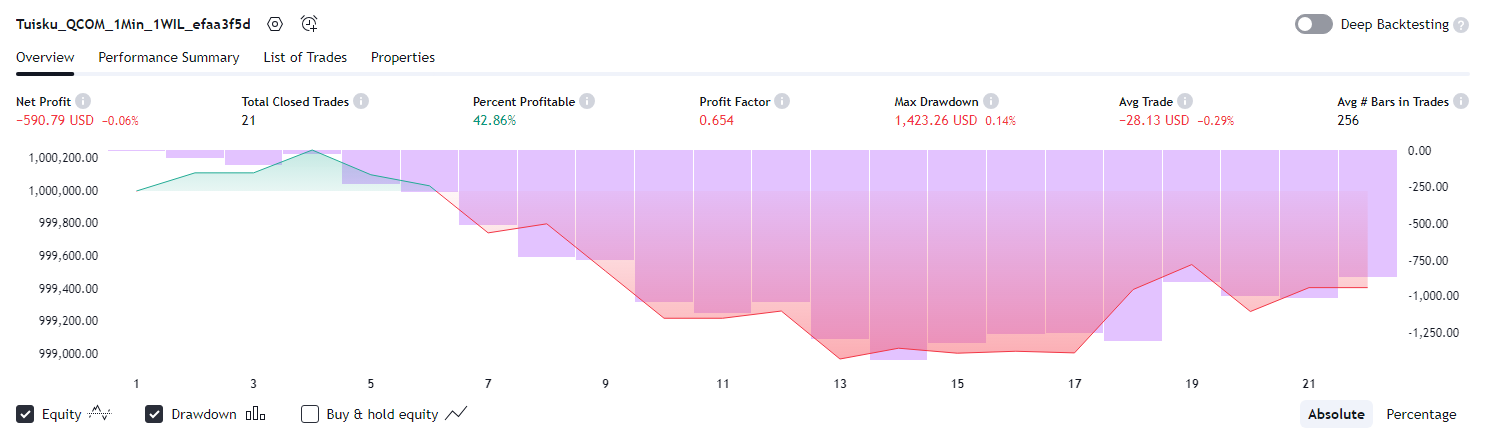 Tuisku_QCOM_1Min_1WIL_efaa3f5d
Deep Backtesting ?
Overview Performance Summary List of Trades Properties
Net Profit i Total Closed Trades i Percent Profitable i Profit Factor i Max Drawdown i Avg Trade i Avg # Bars in Trades i
−590.79 USD −0.06% 21 42.86% 0.654 1,423.26 USD 0.14% −28.13 USD −0.29% 256
1,000,200.00 0.00
1,000,000.00 -250.00
999,800.00 -500.00
999,600.00 -750.00
999,400.00 -1,000.00
999,200.00 -1,250.00
999,000.00
1 3 5 7 9 11 13 15 17 19 21
Equity Drawdown Buy & hold equity Absolute Percentage